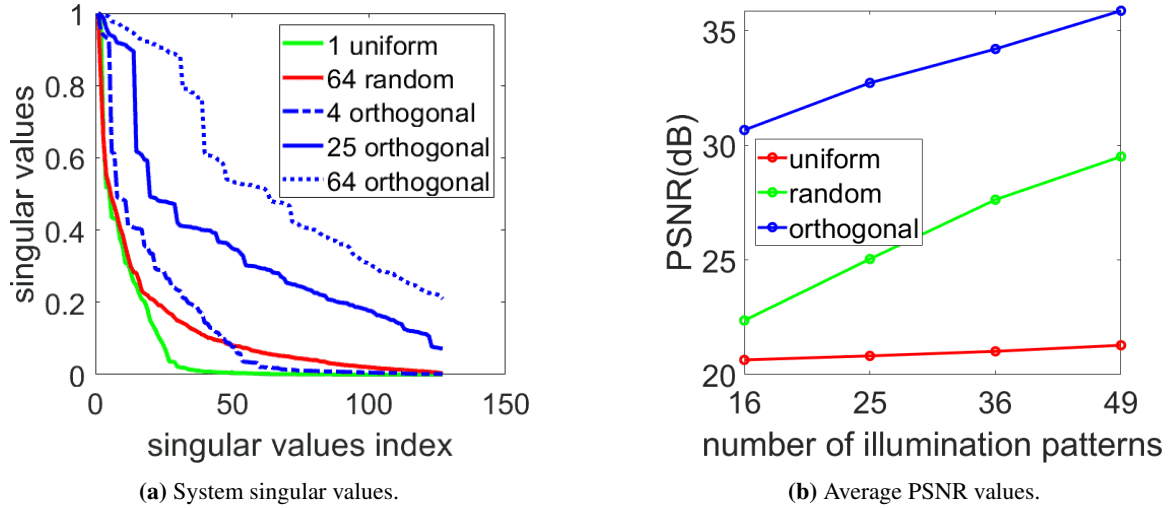 1
0.8
0.6
0.4
0.2
0
singular values
1 uniform
64 random
4 orthogonal
25 orthogonal
64 orthogonal
0 50 100 150
singular values index
(a) System singular values.
35
30
25
20
PSNR(dB)
uniform
random
orthogonal
16 25 36 49
number of illumination patterns
(b) Average PSNR values.